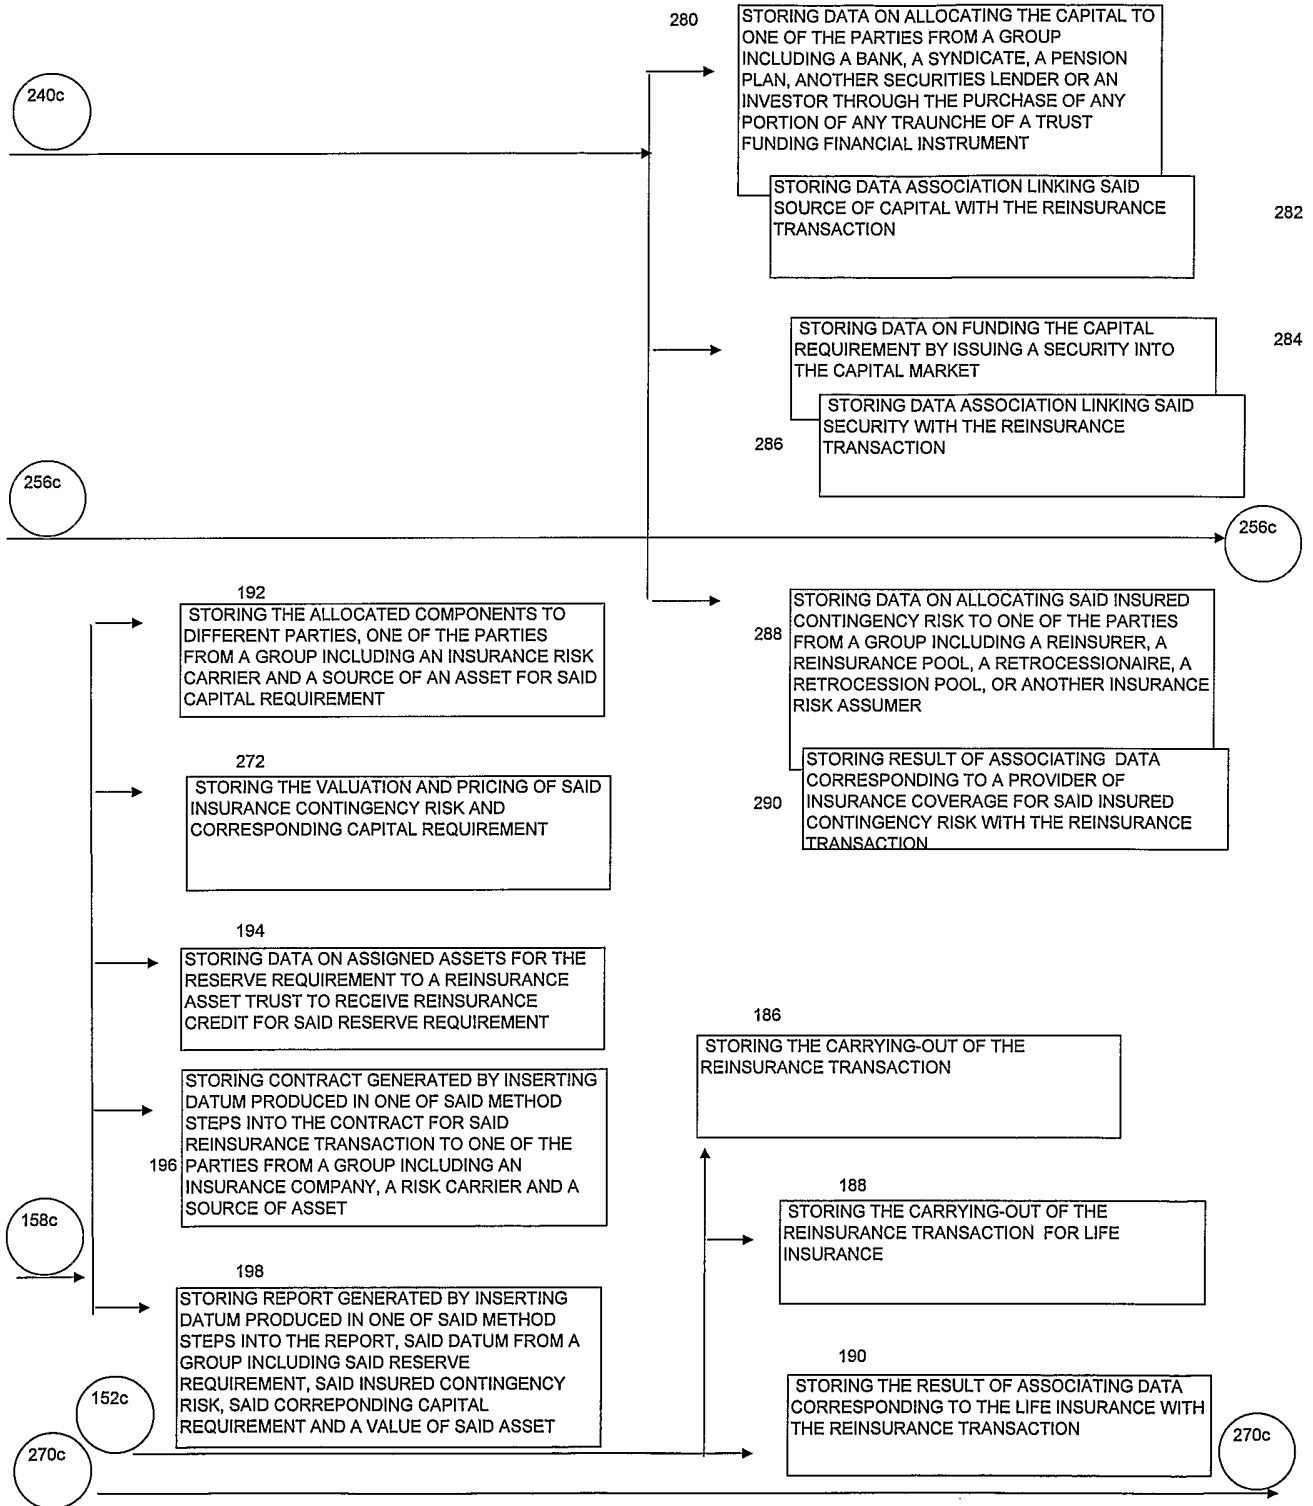 280
STORING DATA ON ALLOCATING THE CAPITAL TO
ONE OF THE PARTIES FROM A GROUP
INCLUDING A BANK, A SYNDICATE, A PENSION
PLAN, ANOTHER SECURITIES LENDER OR AN
INVESTOR THROUGH THE PURCHASE OF ANY
PORTION OF ANY TRAUNCHE OF A TRUST
FUNDING FINANCIAL INSTRUMENT
240c
STORING DATA ASSOCIATION LINKING SAID
SOURCE OF CAPITAL WITH THE REINSURANCE
TRANSACTION
282
STORING DATA ON FUNDING THE CAPITAL
REQUIREMENT BY ISSUING A SECURITY INTO
THE CAPITAL MARKET
284
STORING DATA ASSOCIATION LINKING SAID
SECURITY WITH THE REINSURANCE
TRANSACTION
286
256c
256c
192
STORING THE ALLOCATED COMPONENTS TO
DIFFERENT PARTIES, ONE OF THE PARTIES
FROM A GROUP INCLUDING AN INSURANCE RISK
CARRIER AND A SOURCE OF AN ASSET FOR SAID
CAPITAL REQUIREMENT
STORING DATA ON ALLOCATING SAID INSURED
CONTINGENCY RISK TO ONE OF THE PARTIES
FROM A GROUP INCLUDING A REINSURER, A
REINSURANCE POOL, A RETROCESSIONAIRE, A
RETROCESSION POOL, OR ANOTHER INSURANCE
RISK ASSUMER
288
272
STORING THE VALUATION AND PRICING OF SAID
INSURANCE CONTINGENCY RISK AND
CORRESPONDING CAPITAL REQUIREMENT
STORING RESULT OF ASSOCIATING DATA
CORRESPONDING TO A PROVIDER OF
INSURANCE COVERAGE FOR SAID INSURED
CONTINGENCY RISK WITH THE REINSURANCE
TRANSACTION
290
194
STORING DATA ON ASSIGNED ASSETS FOR THE
RESERVE REQUIREMENT TO A REINSURANCE
ASSET TRUST TO RECEIVE REINSURANCE
CREDIT FOR SAID RESERVE REQUIREMENT
186
STORING THE CARRYING-OUT OF THE
REINSURANCE TRANSACTION
STORING CONTRACT GENERATED BY INSERTING
DATUM PRODUCED IN ONE OF SAID METHOD
STEPS INTO THE CONTRACT FOR SAID
REINSURANCE TRANSACTION TO ONE OF THE
PARTIES FROM A GROUP INCLUDING AN
INSURANCE COMPANY, A RISK CARRIER AND A
SOURCE OF ASSET
196
188
STORING THE CARRYING-OUT OF THE
REINSURANCE TRANSACTION FOR LIFE
INSURANCE
158c
198
STORING REPORT GENERATED BY INSERTING
DATUM PRODUCED IN ONE OF SAID METHOD
STEPS INTO THE REPORT, SAID DATUM FROM A
GROUP INCLUDING SAID RESERVE
REQUIREMENT, SAID INSURED CONTINGENCY
RISK, SAID CORREPONDING CAPITAL
REQUIREMENT AND A VALUE OF SAID ASSET
190
STORING THE RESULT OF ASSOCIATING DATA
CORRESPONDING TO THE LIFE INSURANCE WITH
THE REINSURANCE TRANSACTION
152c
270c
270c